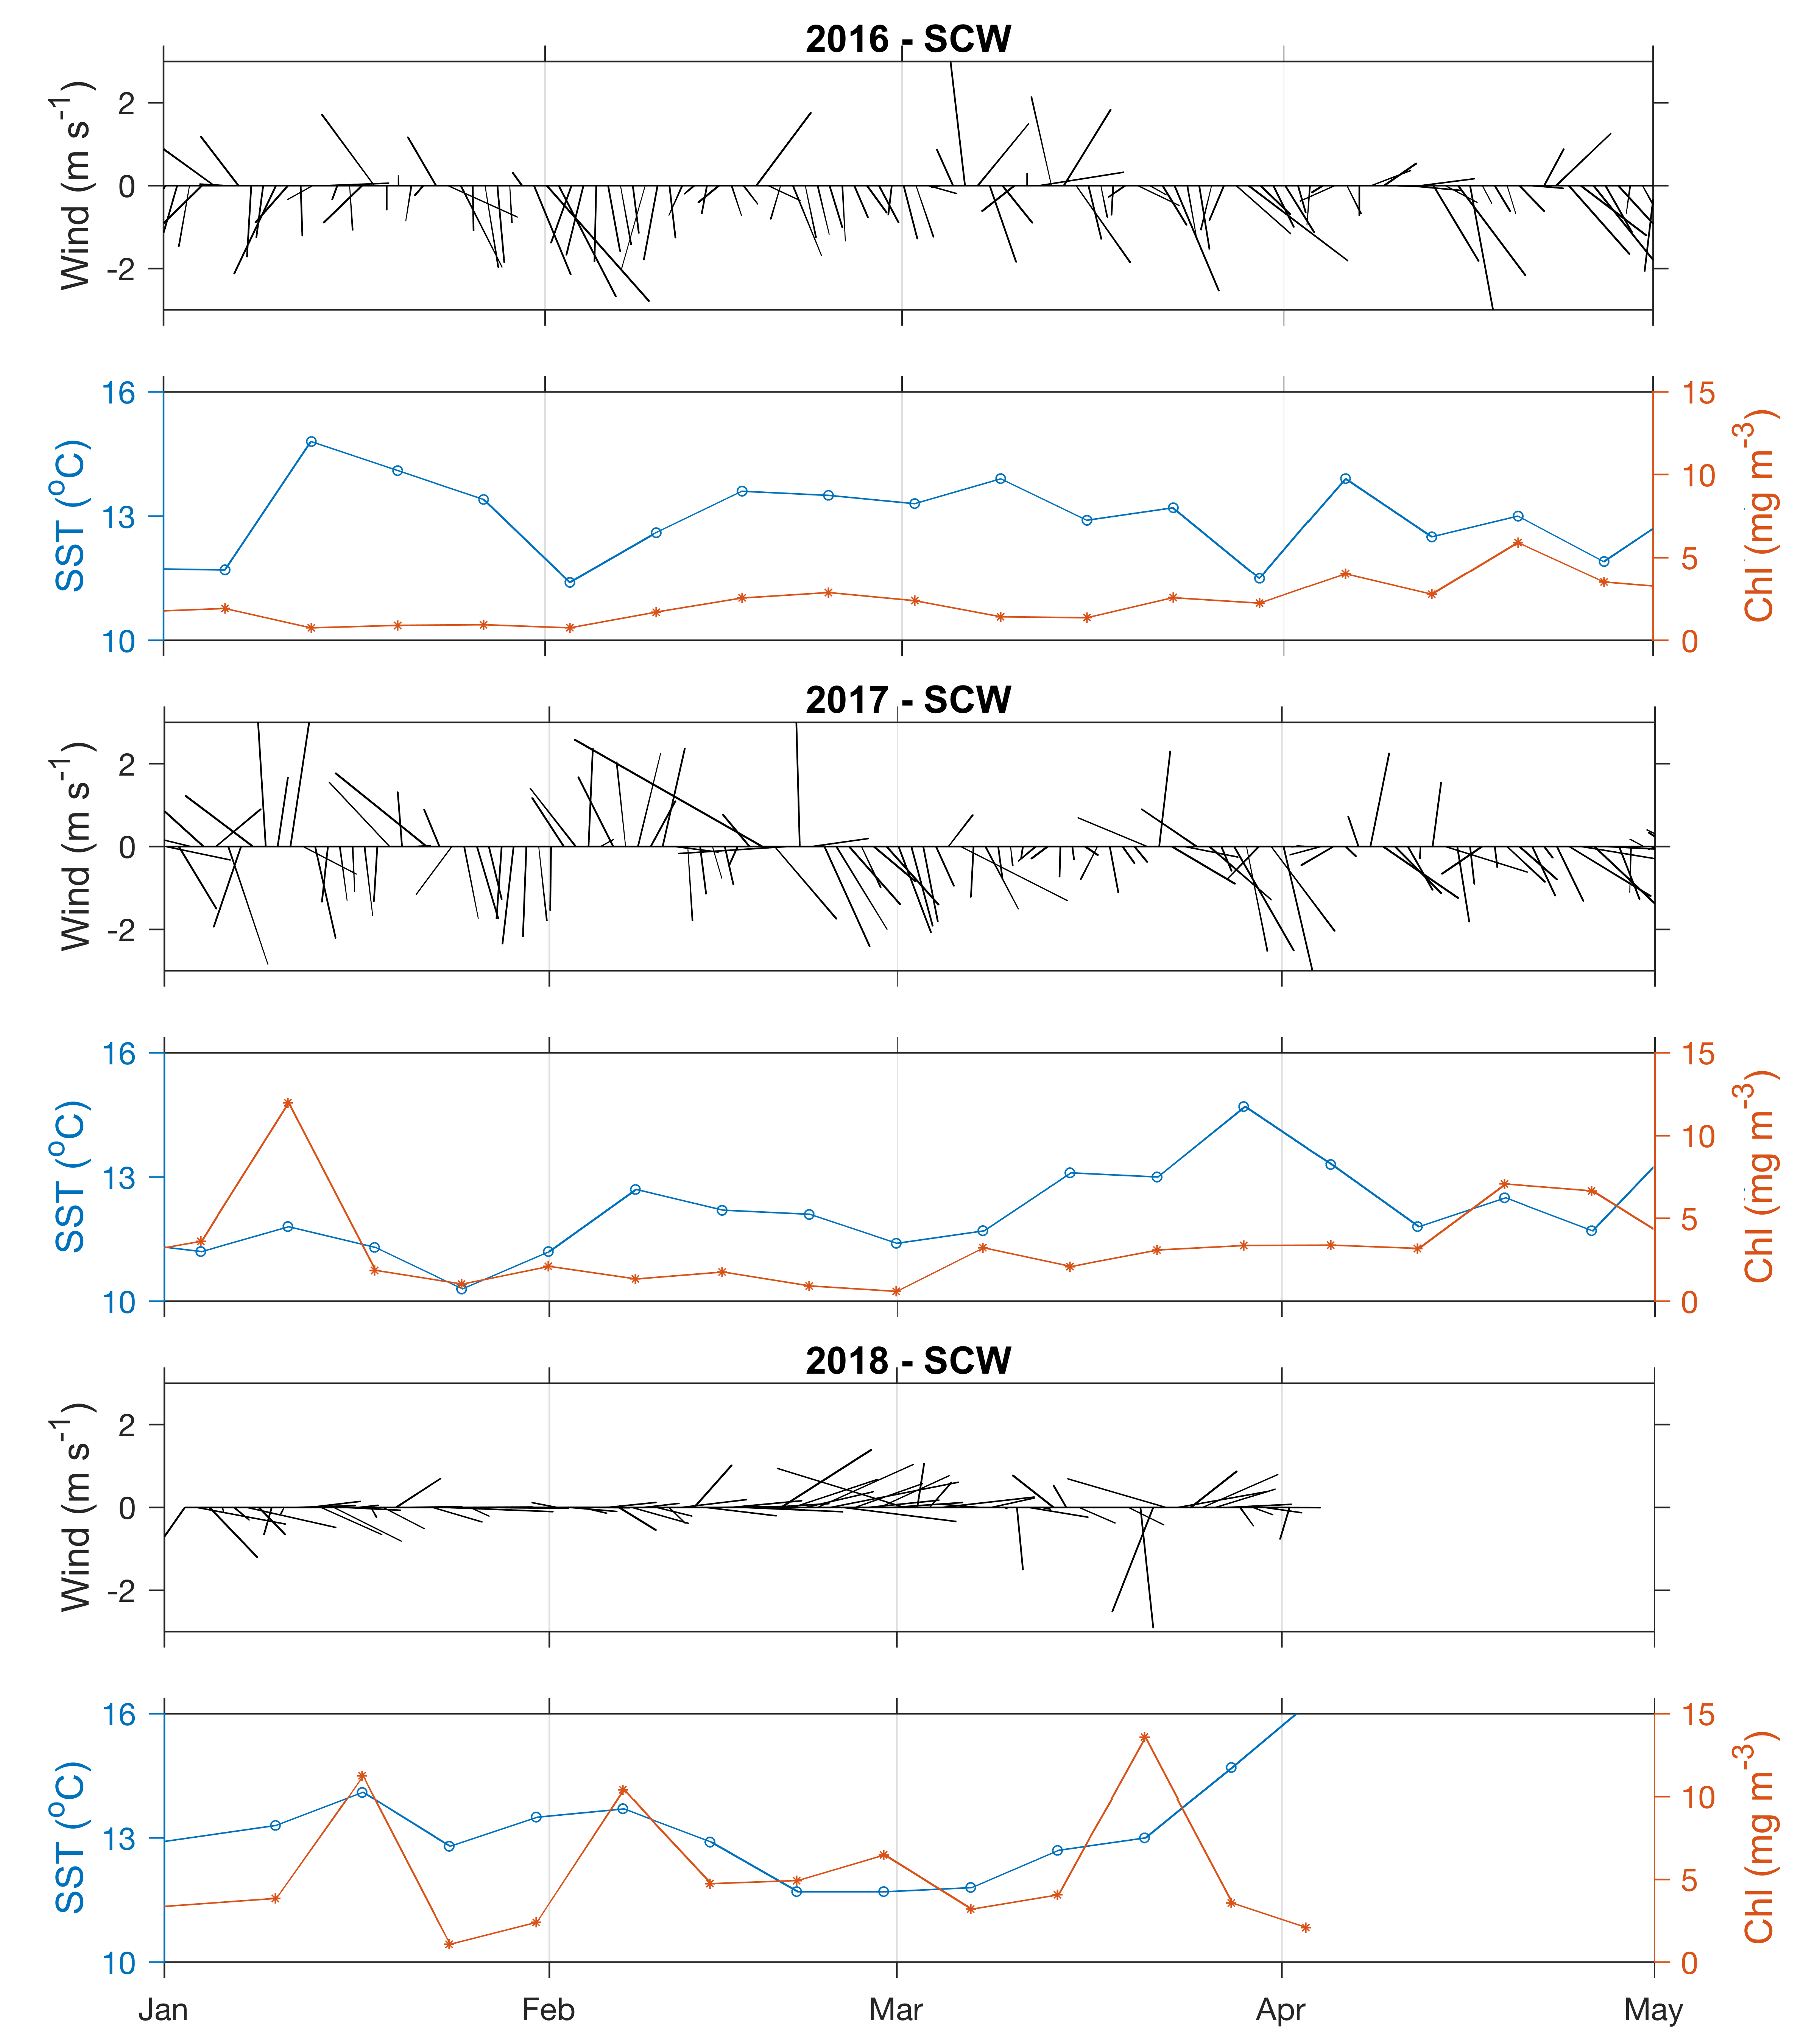 2016 - SCW
Wind (m s-1)
2
0
-2
SST (oC)
16
13
10
Chl (mg m-3)
15
10
5
0
2017 - SCW
Wind (m s-1)
2
0
-2
SST (oC)
16
13
10
Chl (mg m-3)
15
10
5
0
2018 - SCW
Wind (m s-1)
2
0
-2
SST (oC)
16
13
10
Chl (mg m-3)
15
10
5
0
Jan Feb Mar Apr May